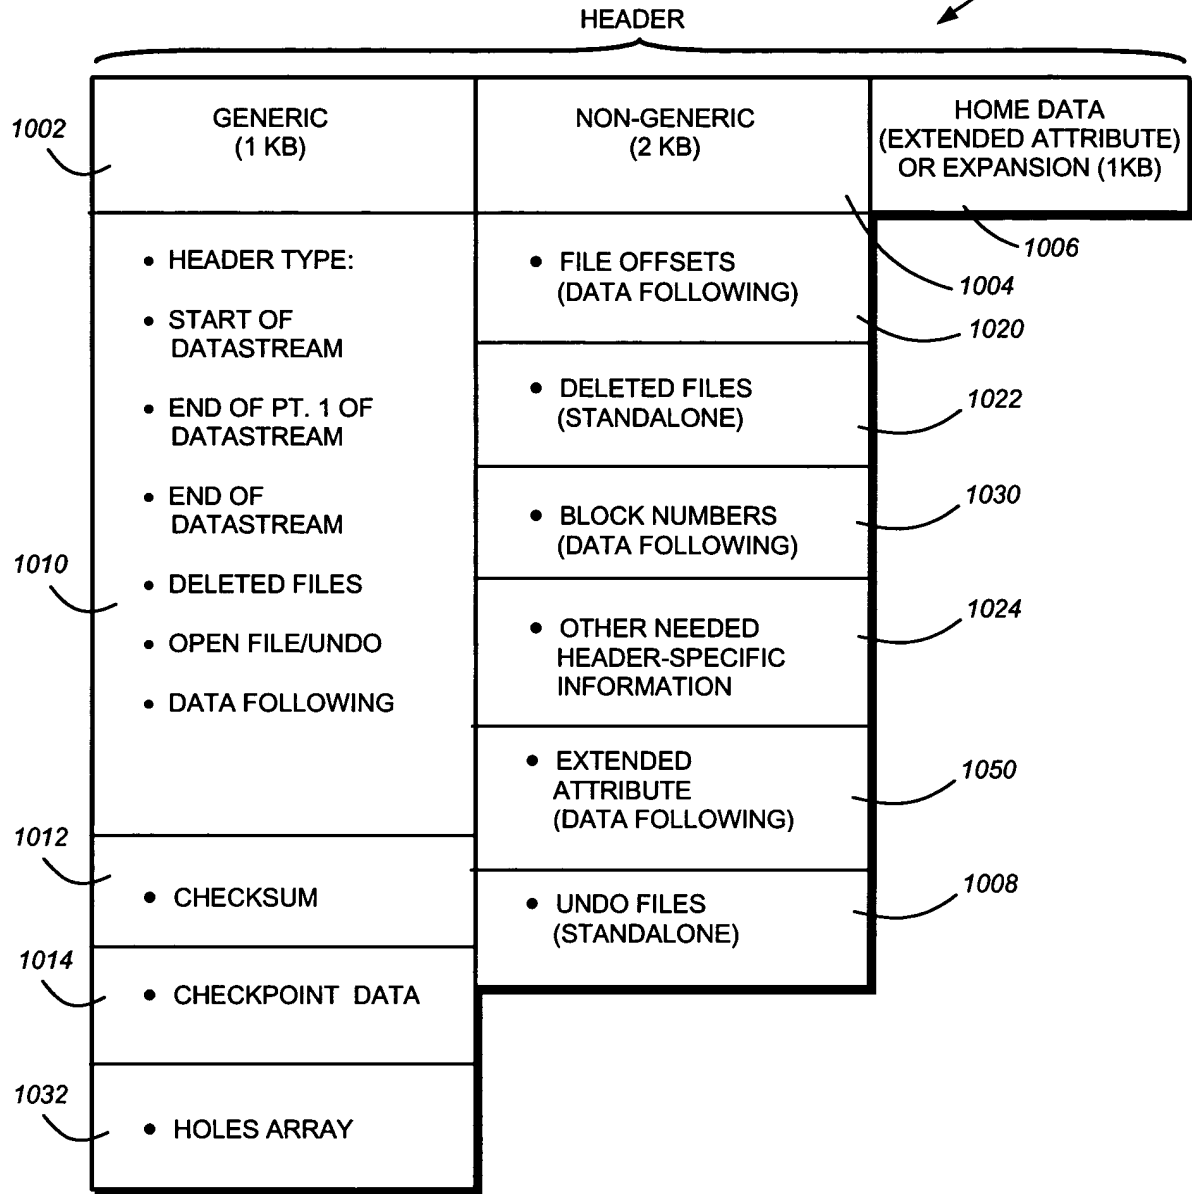 HEADER
1002
GENERIC
(1 KB)
NON-GENERIC
(2 KB)
HOME DATA
(EXTENDED ATTRIBUTE)
OR EXPANSION (1KB)
1006
1004
1010
• HEADER TYPE:
• START OF
DATASTREAM
• END OF PT. 1 OF
DATASTREAM
• END OF
DATASTREAM
• DELETED FILES
• OPEN FILE/UNDO
• DATA FOLLOWING
1012
• CHECKSUM
1014
• CHECKPOINT DATA
1032
• HOLES ARRAY
• FILE OFFSETS
(DATA FOLLOWING)
1020
• DELETED FILES
(STANDALONE)
1022
• BLOCK NUMBERS
(DATA FOLLOWING)
1030
• OTHER NEEDED
HEADER-SPECIFIC
INFORMATION
1024
• EXTENDED
ATTRIBUTE
(DATA FOLLOWING)
1050
• UNDO FILES
(STANDALONE)
1008